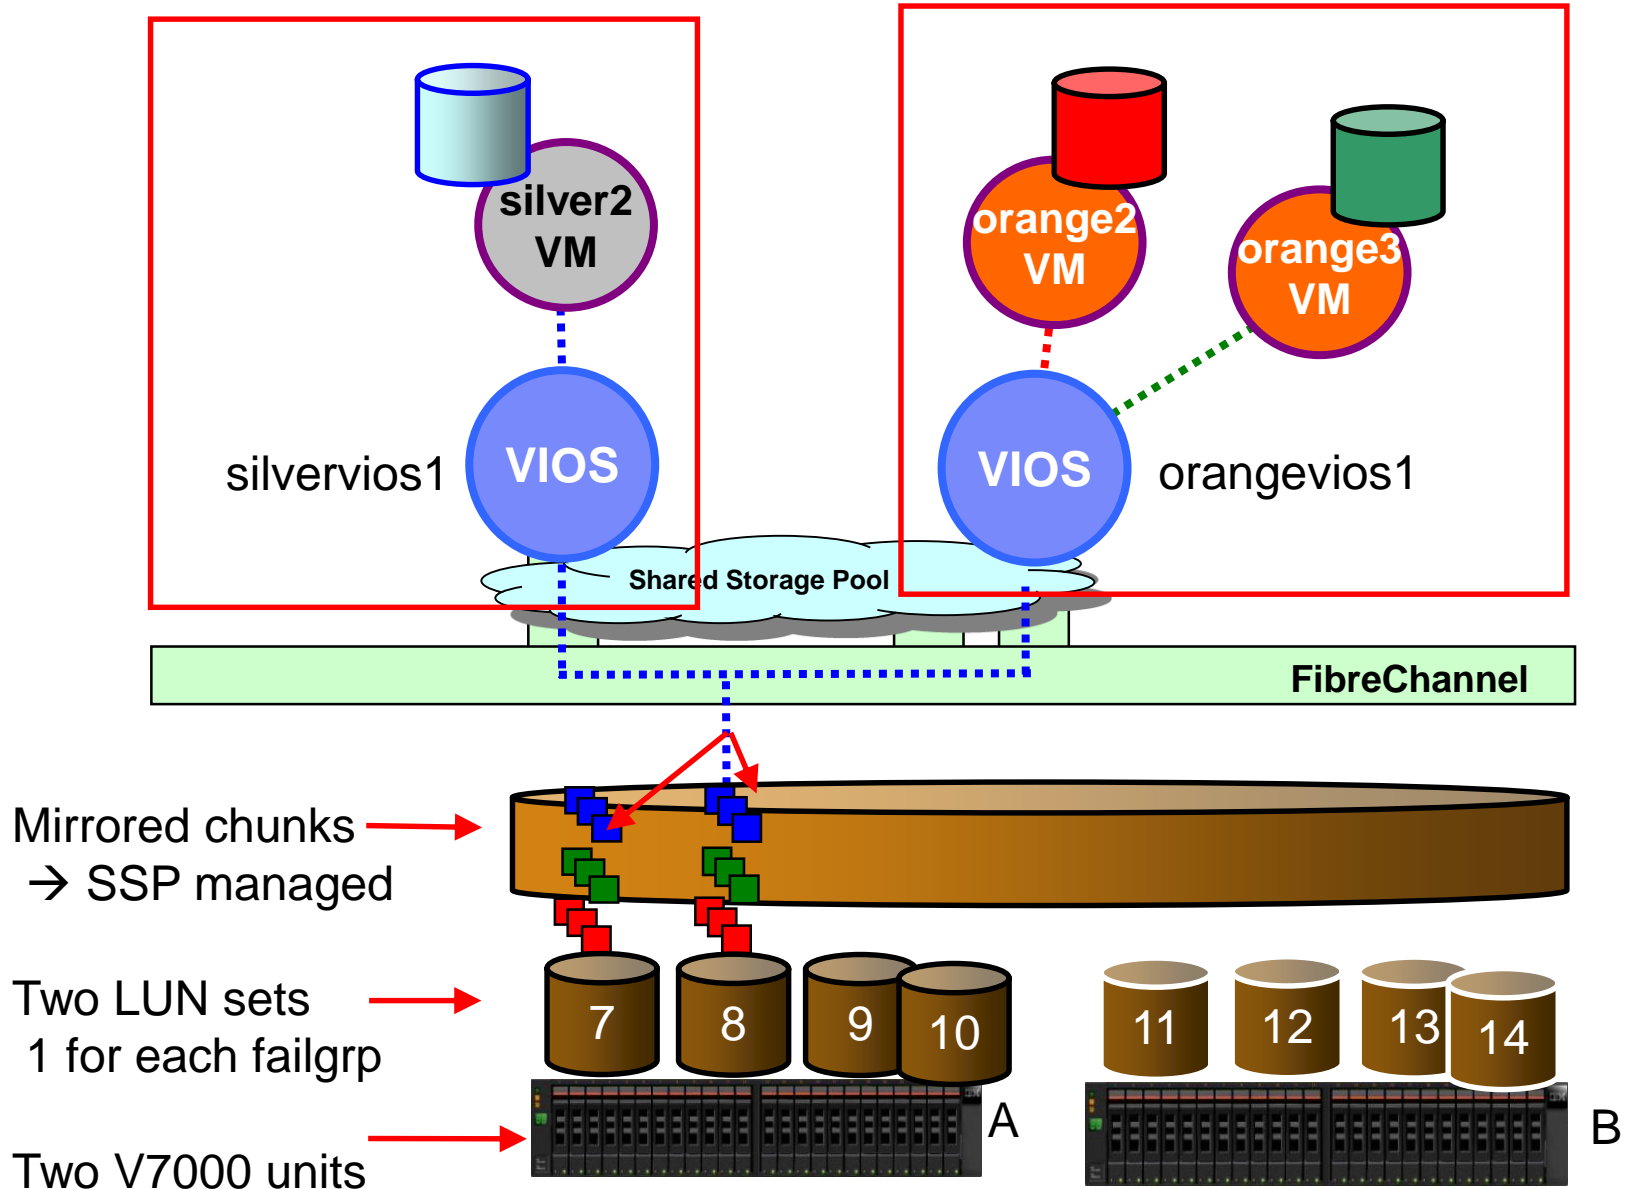 silver2
VM
orange2
VM
orange3
VM
silvervios1
VIOS
VIOS
orangevios1
Shared Storage Pool
FibreChannel
Mirrored chunks
→ SSP managed
Two LUN sets
1 for each failgrp
7
8
9
10
11
12
13
14
A
B
Two V7000 units